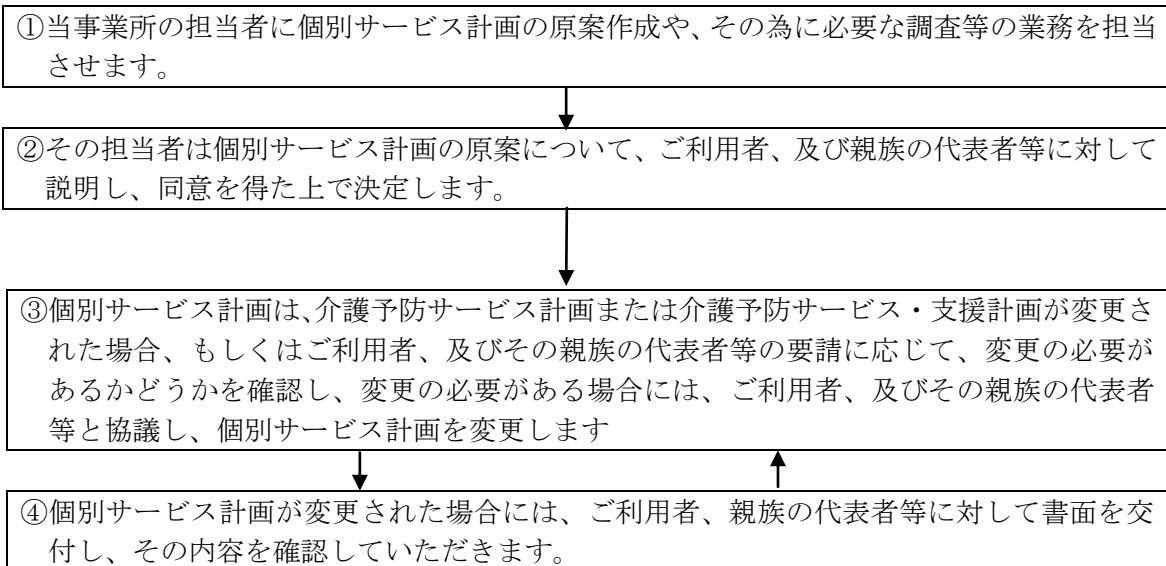 ①当事業所の担当者に個別サービス計画の原案作成や、その為に必要な調査等の業務を担当
させます。
②その担当者は個別サービス計画の原案について、ご利用者、及び親族の代表者等に対して
説明し、同意を得た上で決定します。
③個別サービス計画は、介護予防サービス計画または介護予防サービス・支援計画が変更さ
れた場合、もしくはご利用者、及びその親族の代表者等の要請に応じて、変更の必要が
あるかどうかを確認し、変更の必要がある場合には、ご利用者、及びその親族の代表者
等と協議し、個別サービス計画を変更します
④個別サービス計画が変更された場合には、ご利用者、親族の代表者等に対して書面を交
付し、その内容を確認していただきます。